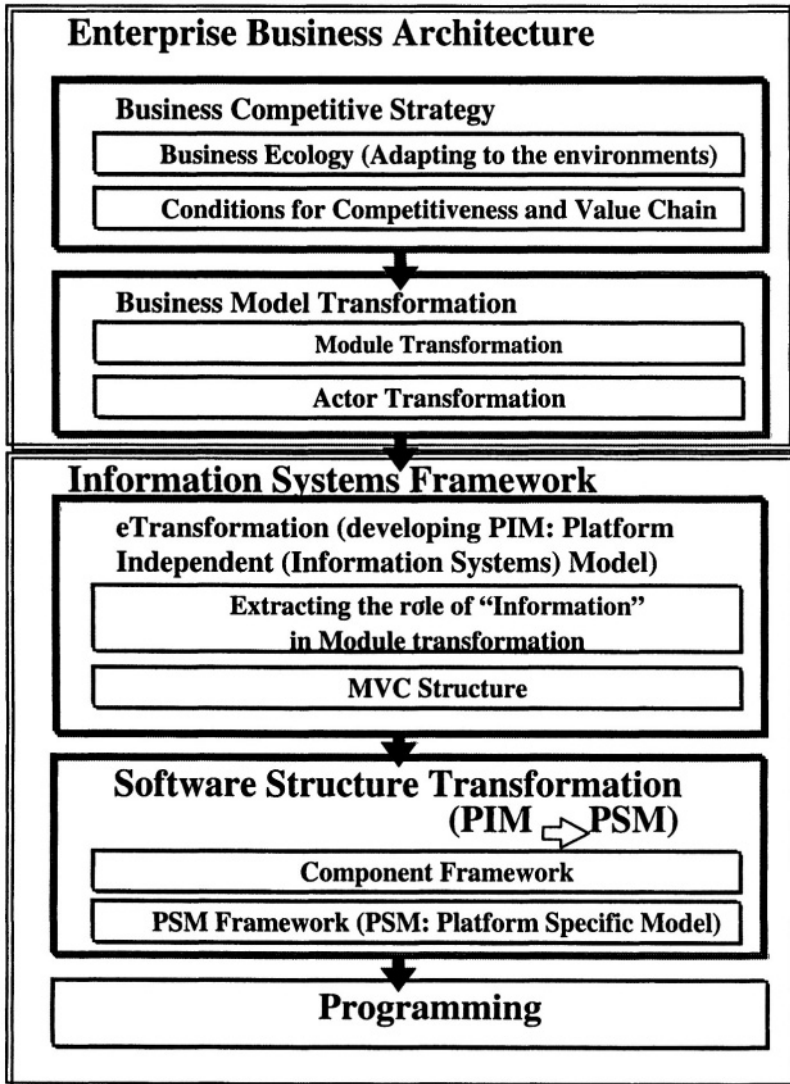 Enterprise Business Architecture
Business Competitive Strategy
Business Ecology (Adapting to the environments)
Conditions for Competitiveness and Value Chain
Business Model Transformation
Module Transformation
Actor Transformation
Information Systems Framework
eTransformation (developing PIM: Platform
Independent (Information Systems) Model)
Extracting the role of “Information”
in Module transformation
MVC Structure
Software Structure Transformation
(PIM ⇨ PSM)
Component Framework
PSM Framework (PSM: Platform Specific Model)
Programming